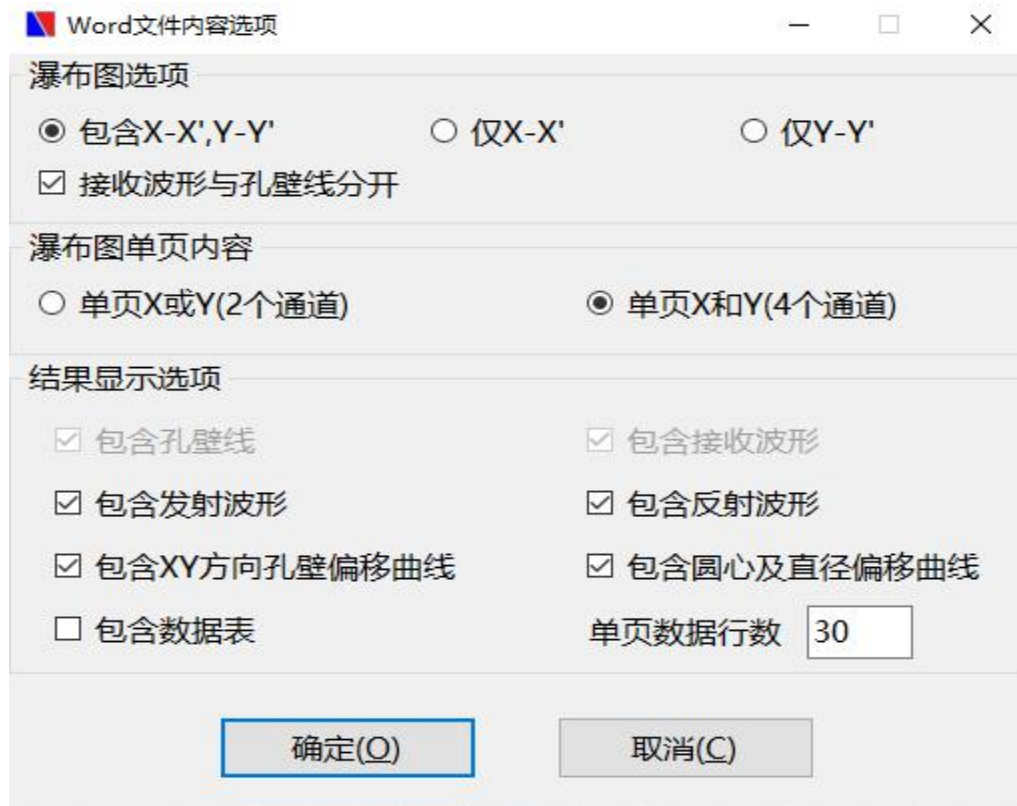 Word文件内容选项
瀑布图选项
包含X-X',Y-Y' 仅X-X' 仅Y-Y'
接收波形与孔壁线分开
瀑布图单页内容
单页X或Y(2个通道) 单页X和Y(4个通道)
结果显示选项
包含孔壁线 包含接收波形
包含发射波形 包含反射波形
包含XY方向孔壁偏移曲线 包含圆心及直径偏移曲线
包含数据表 单页数据行数 30
确定(O) 取消(C)